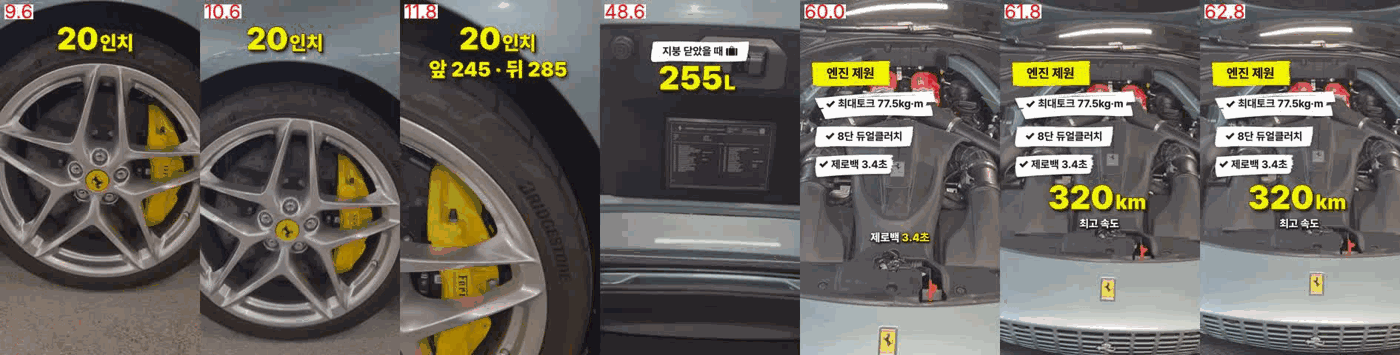 9.6
20인치
10.6
20인치
11.8
20인치
앞 245 · 뒤 285
BRIDGESTONE
Ferrari
48.6
지붕 닫았을 때
255L
60.0
엔진 제원
최대토크 77.5kg·m
8단 듀얼클러치
제로백 3.4초
제로백 3.4초
61.8
엔진 제원
최대토크 77.5kg·m
8단 듀얼클러치
제로백 3.4초
320km
최고 속도
62.8
엔진 제원
최대토크 77.5kg·m
8단 듀얼클러치
제로백 3.4초
320km
최고 속도